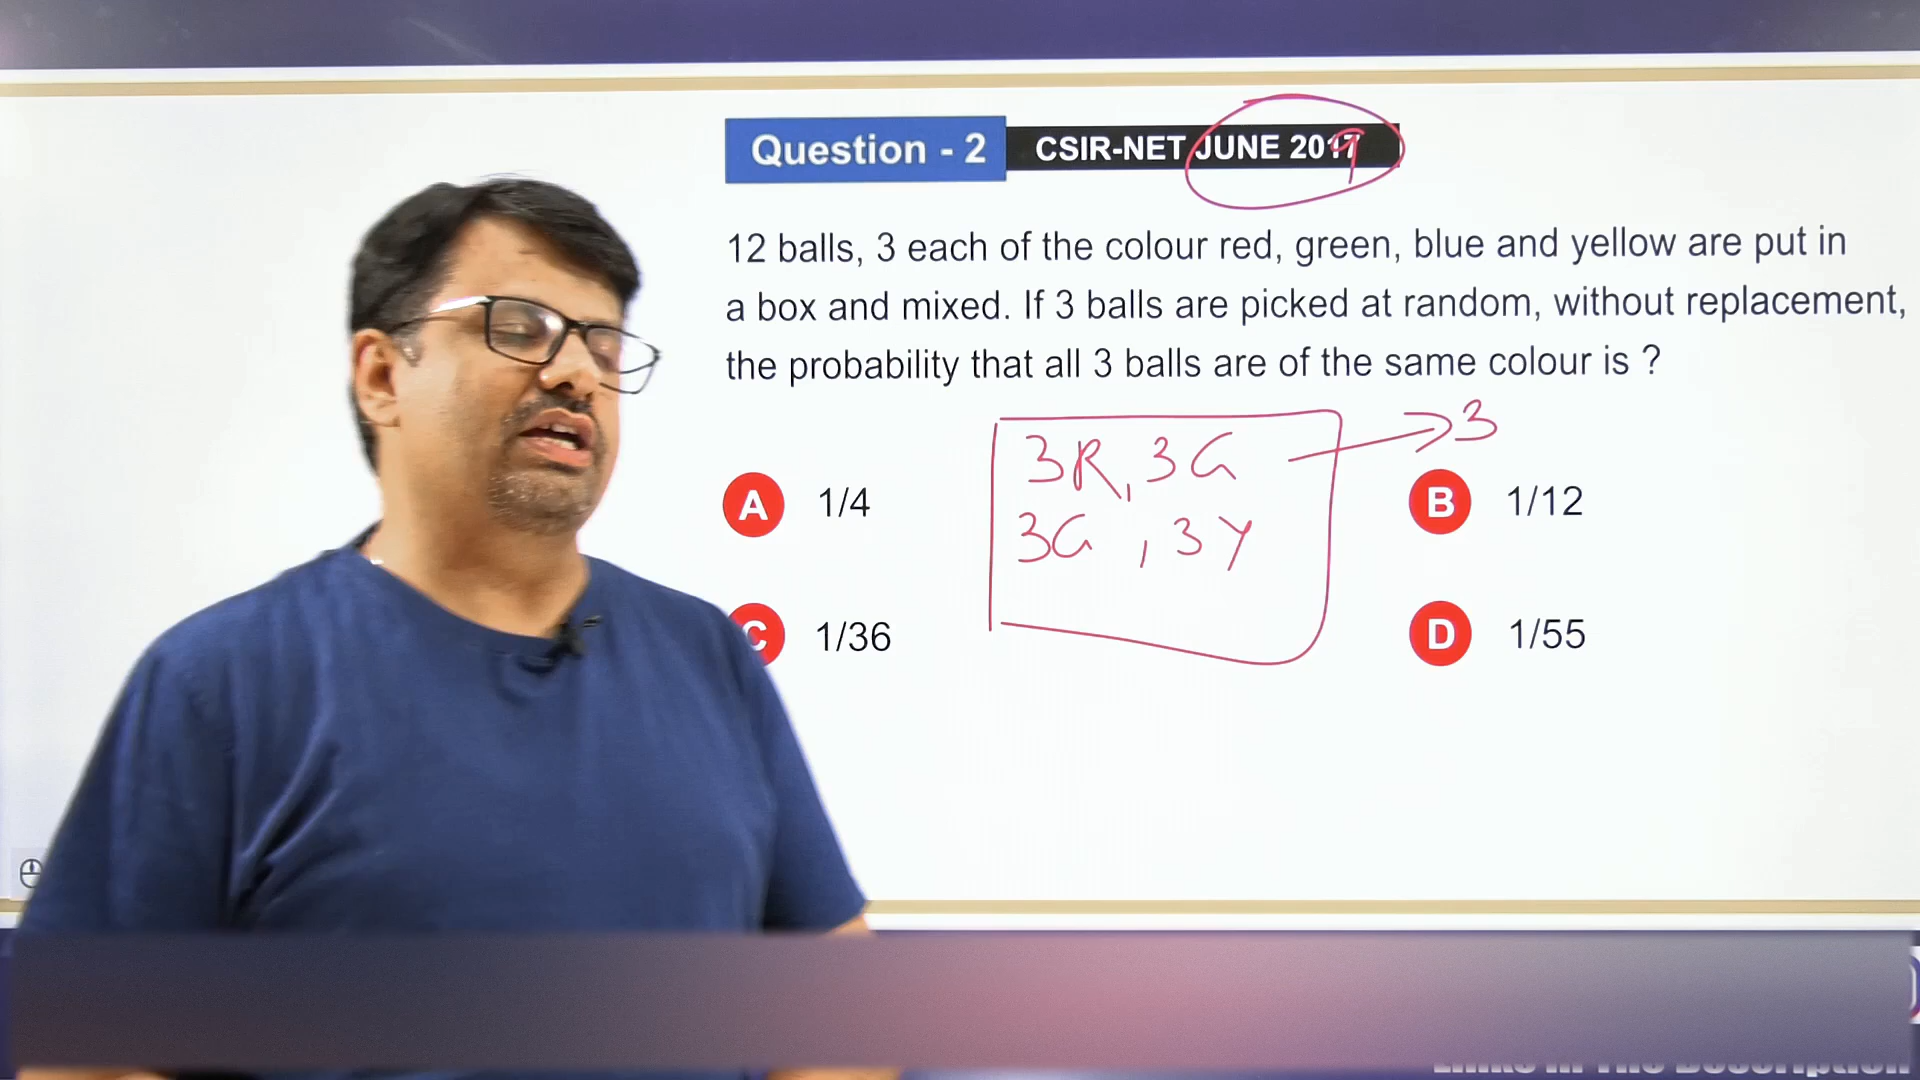 Question - 2 CSIR-NET JUNE 2017 9
12 balls, 3 each of the colour red, green, blue and yellow are put in
a box and mixed. If 3 balls are picked at random, without replacement,
the probability that all 3 balls are of the same colour is ?
3R, 3G → 3
3G , 3Y
A 1/4
B 1/12
C 1/36
D 1/55